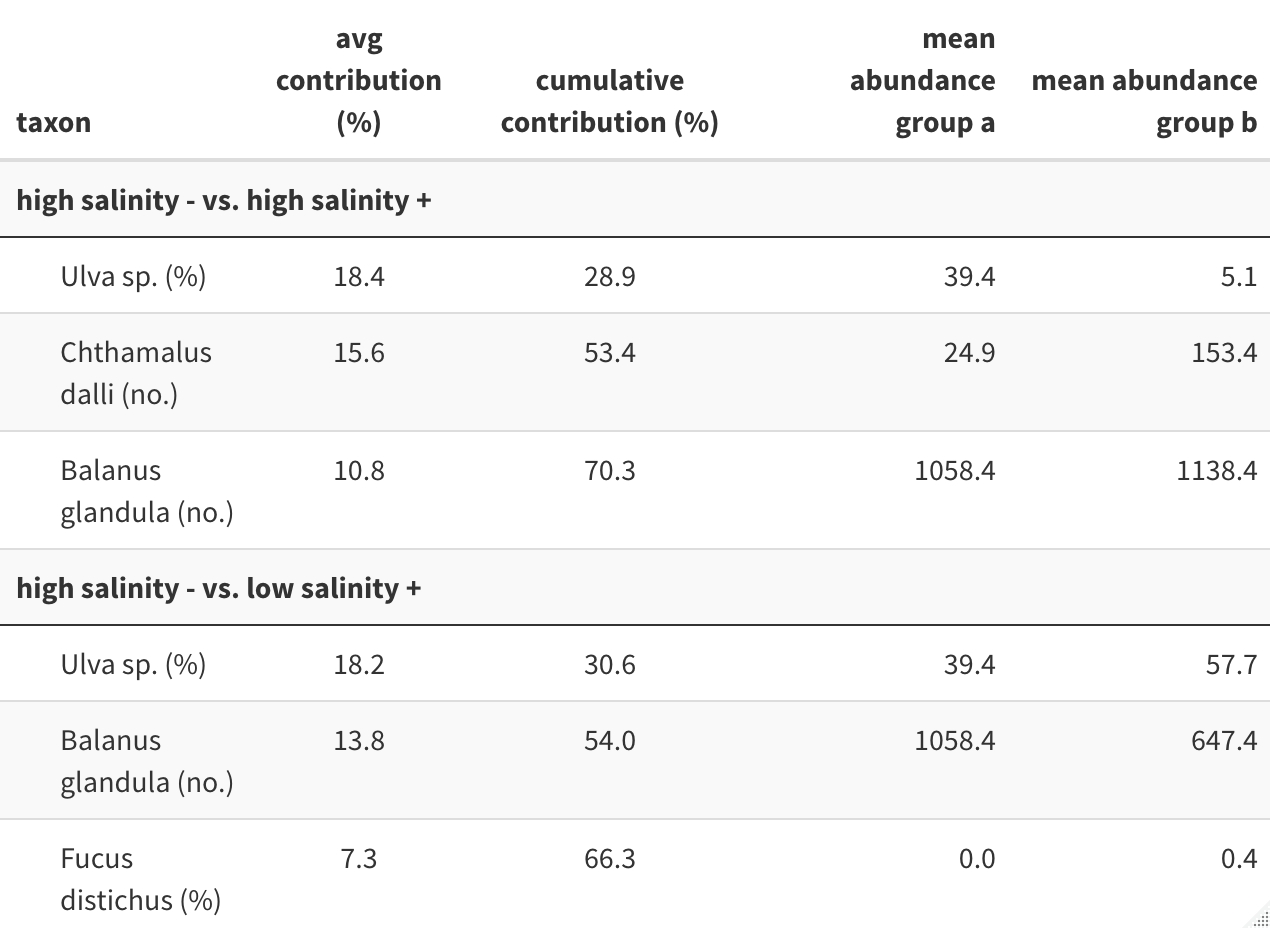 taxon avg contribution (%) cumulative contribution (%) mean abundance group a mean abundance group b
high salinity - vs. high salinity +
Ulva sp. (%) 18.4 28.9 39.4 5.1
Chthamalus dalli (no.) 15.6 53.4 24.9 153.4
Balanus glandula (no.) 10.8 70.3 1058.4 1138.4
high salinity - vs. low salinity +
Ulva sp. (%) 18.2 30.6 39.4 57.7
Balanus glandula (no.) 13.8 54.0 1058.4 647.4
Fucus distichus (%) 7.3 66.3 0.0 0.4